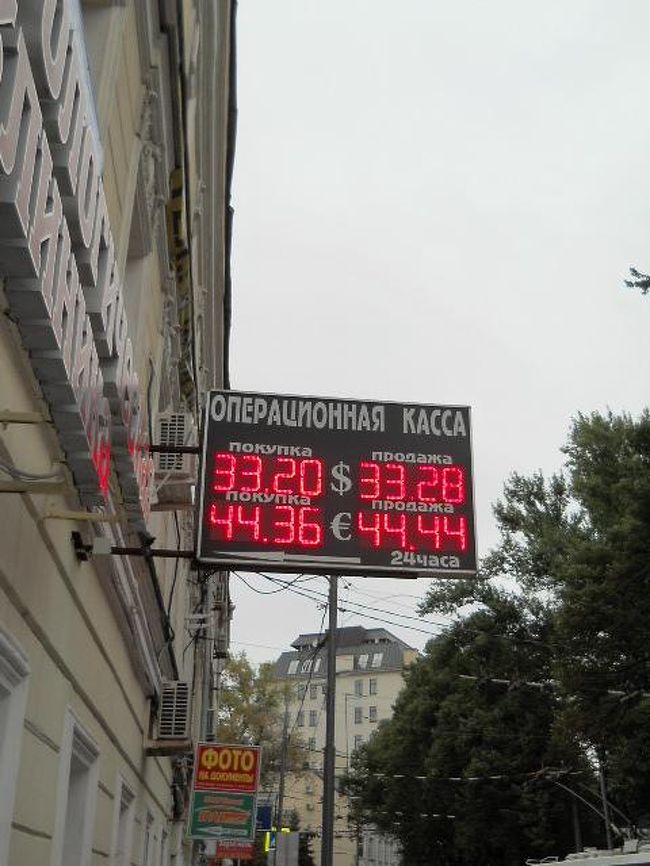 ОПЕРАЦИОННАЯ КАССА
покупка продажа
33.20 $ 33.28
покупка продажа
44.36 € 44.44
24часа
ФОТО
НА ДОКУМЕНТЫ